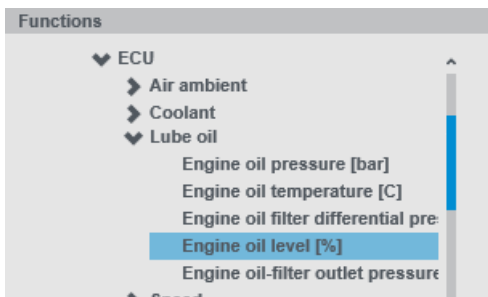 Functions
ECU
Air ambient
Coolant
Lube oil
Engine oil pressure [bar]
Engine oil temperature [C]
Engine oil filter differential pre
Engine oil level [%]
Engine oil-filter outlet pressure
Speed